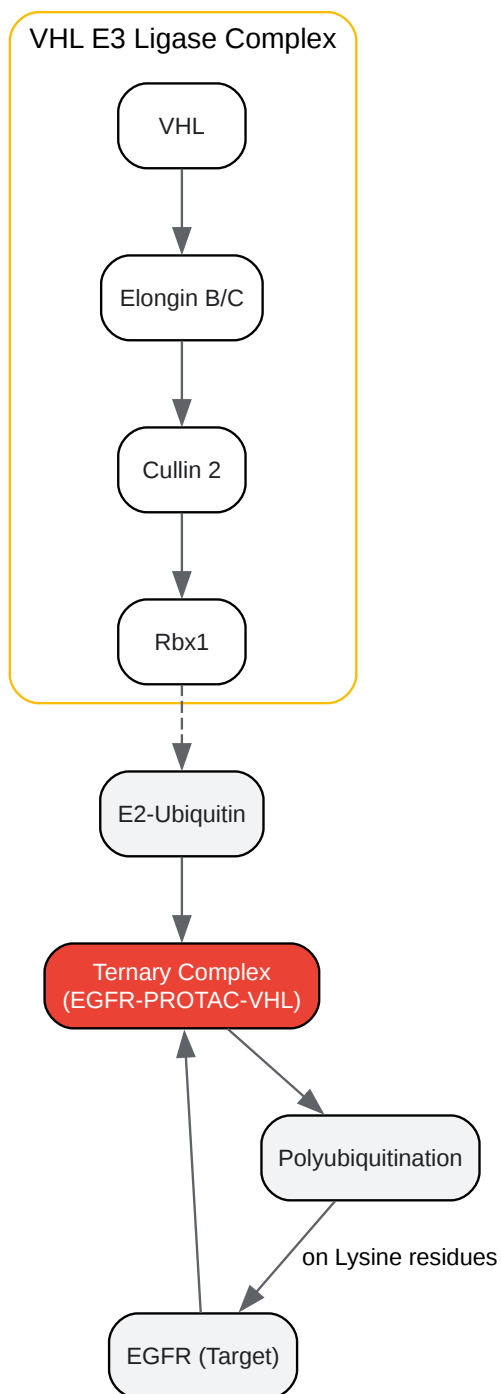 VHL E3 Ligase Complex
VHL
Elongin B/C
Cullin 2
Rbx1
E2-Ubiquitin
Ternary Complex
(EGFR-PROTAC-VHL)
Polyubiquitination
on Lysine residues
EGFR (Target)